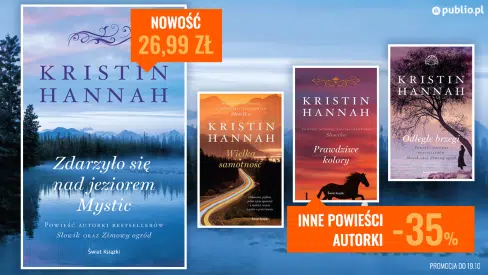 publio.pl
NOWOŚĆ
26,99 ZŁ
KRISTIN
HANNAH
Zdarzyło się
nad jeziorem
Mystic
POWIEŚĆ AUTORKI BESTSELLERÓW
Słowik ORAZ Zimowy ogród
Świat Książki
KRISTIN
HANNAH
Wielka
samotność
KRISTIN
HANNAH
Prawdziwe
kolory
KRISTIN
HANNAH
Odległe brzegi
INNE POWIEŚCI
AUTORKI
-35%
PROMOCJA DO 19.10